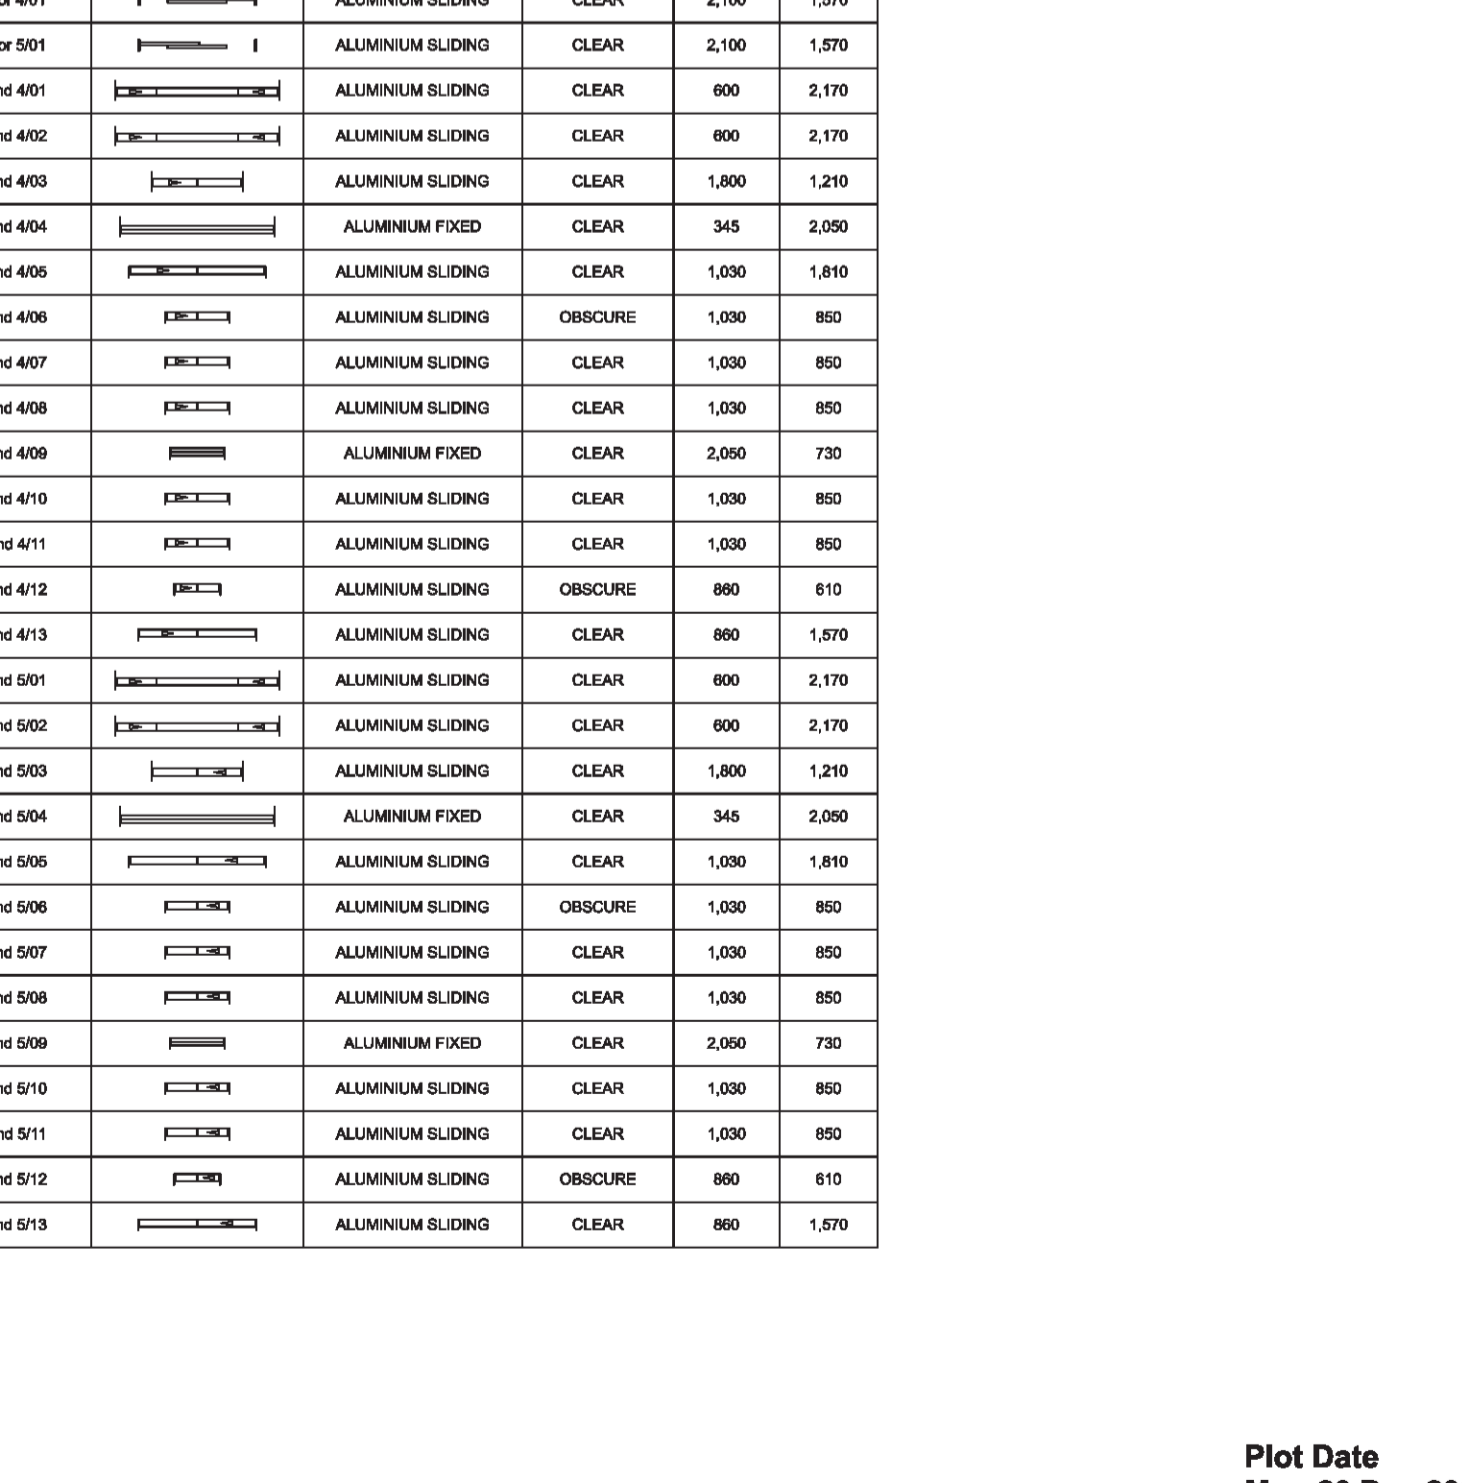 4/01 ALUMINIUM SLIDING CLEAR 2,100 1,570
or 5/01 ALUMINIUM SLIDING CLEAR 2,100 1,570
nd 4/01 ALUMINIUM SLIDING CLEAR 600 2,170
nd 4/02 ALUMINIUM SLIDING CLEAR 600 2,170
nd 4/03 ALUMINIUM SLIDING CLEAR 1,800 1,210
nd 4/04 ALUMINIUM FIXED CLEAR 345 2,050
nd 4/05 ALUMINIUM SLIDING CLEAR 1,030 1,810
nd 4/06 ALUMINIUM SLIDING OBSCURE 1,030 850
nd 4/07 ALUMINIUM SLIDING CLEAR 1,030 850
nd 4/08 ALUMINIUM SLIDING CLEAR 1,030 850
nd 4/09 ALUMINIUM FIXED CLEAR 2,050 730
nd 4/10 ALUMINIUM SLIDING CLEAR 1,030 850
nd 4/11 ALUMINIUM SLIDING CLEAR 1,030 850
nd 4/12 ALUMINIUM SLIDING OBSCURE 860 610
nd 4/13 ALUMINIUM SLIDING CLEAR 860 1,570
nd 5/01 ALUMINIUM SLIDING CLEAR 600 2,170
nd 5/02 ALUMINIUM SLIDING CLEAR 600 2,170
nd 5/03 ALUMINIUM SLIDING CLEAR 1,800 1,210
nd 5/04 ALUMINIUM FIXED CLEAR 345 2,050
nd 5/05 ALUMINIUM SLIDING CLEAR 1,030 1,810
nd 5/06 ALUMINIUM SLIDING OBSCURE 1,030 850
nd 5/07 ALUMINIUM SLIDING CLEAR 1,030 850
nd 5/08 ALUMINIUM SLIDING CLEAR 1,030 850
nd 5/09 ALUMINIUM FIXED CLEAR 2,050 730
nd 5/10 ALUMINIUM SLIDING CLEAR 1,030 850
nd 5/11 ALUMINIUM SLIDING CLEAR 1,030 850
nd 5/12 ALUMINIUM SLIDING OBSCURE 860 610
nd 5/13 ALUMINIUM SLIDING CLEAR 860 1,570
Plot Date